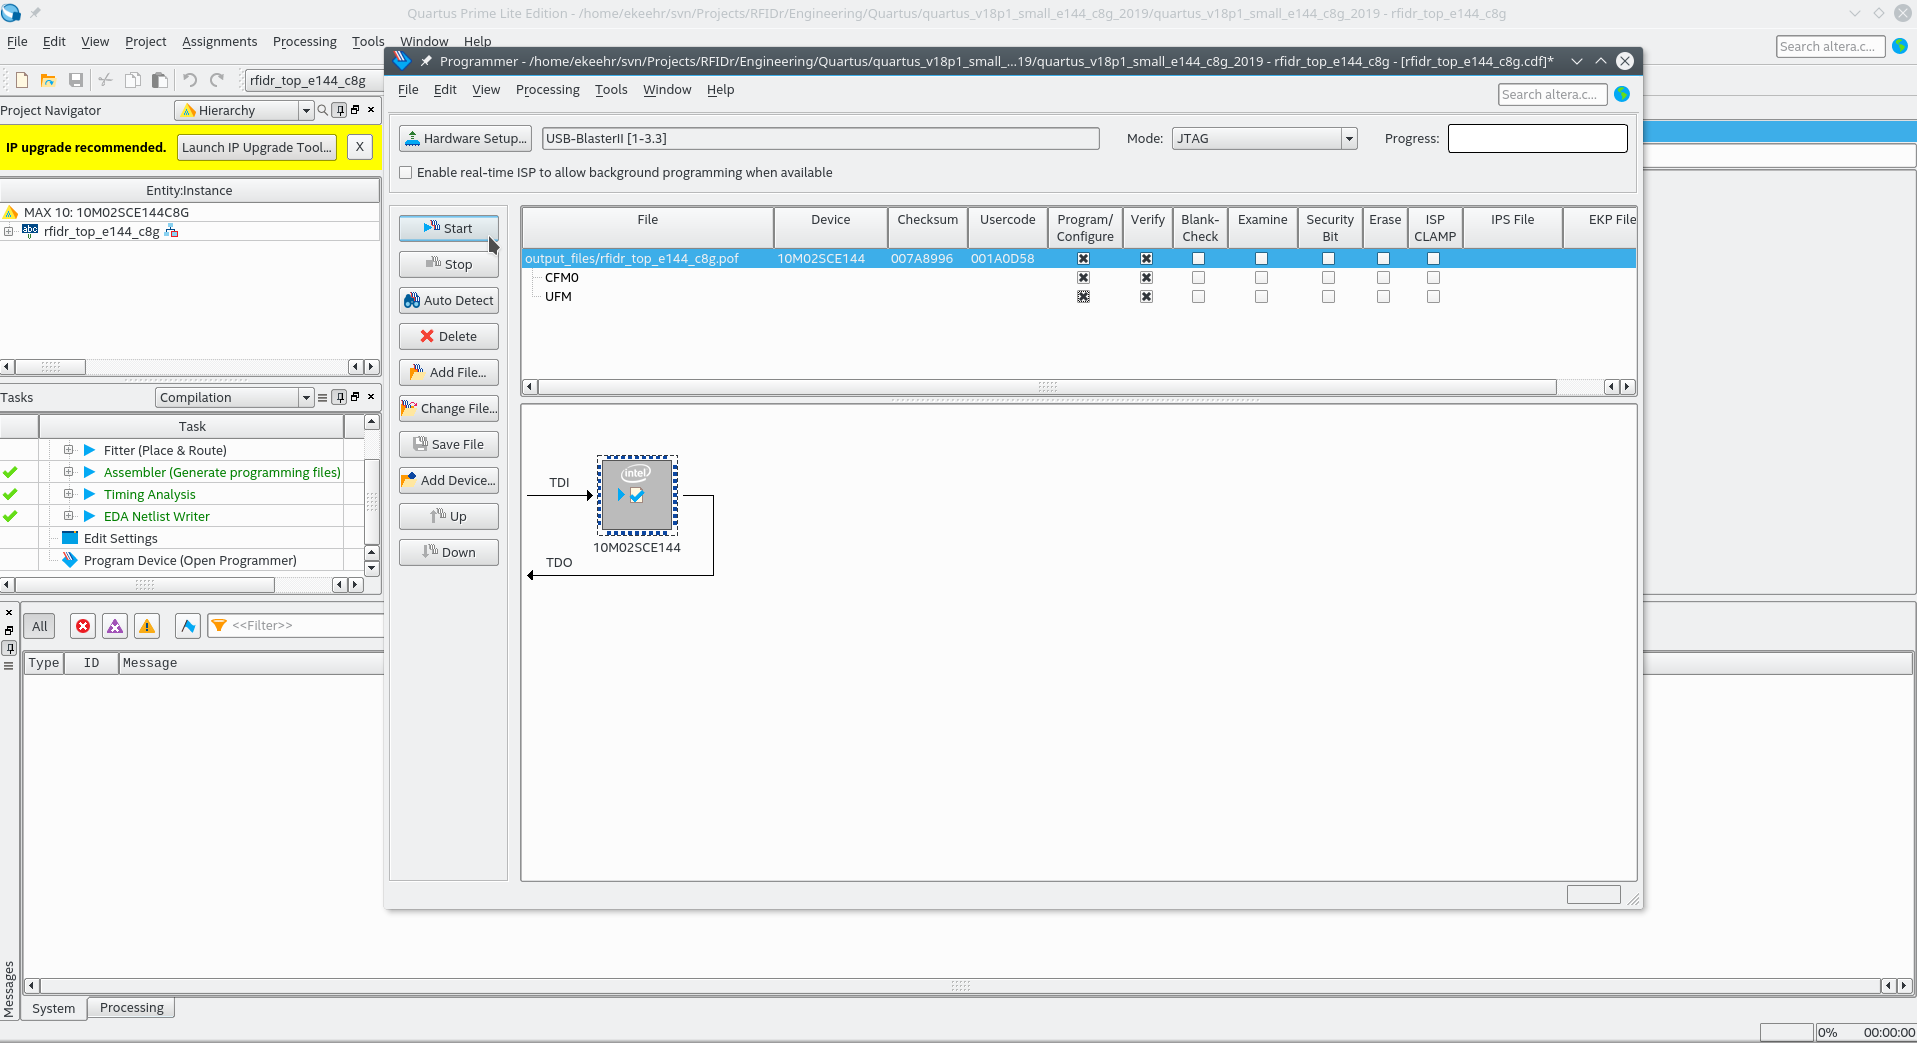 Quartus Prime Lite Edition - /home/ekeehr/svn/Projects/RFIDr/Engineering/Quartus/quartus_v18p1_small_e144_c8g_2019/quartus_v18p1_small_e144_c8g_2019 - rfidr_top_e144_c8g
File Edit View Project Assignments Processing Tools Window Help
Search altera.c...
rfidr_top_e144_c8g
Project Navigator Hierarchy
IP upgrade recommended. Launch IP Upgrade Tool... X
Entity:Instance
MAX 10: 10M02SCE144C8G
abc rfidr_top_e144_c8g
Tasks Compilation
Task
Fitter (Place & Route)
Assembler (Generate programming files)
Timing Analysis
EDA Netlist Writer
Edit Settings
Program Device (Open Programmer)
Programmer - /home/ekeehr/svn/Projects/RFIDr/Engineering/Quartus/quartus_v18p1_small_...19/quartus_v18p1_small_e144_c8g_2019 - rfidr_top_e144_c8g - [rfidr_top_e144_c8g.cdf]*
File Edit View Processing Tools Window Help
Search altera.c...
Hardware Setup... USB-BlasterII [1-3.3] Mode: JTAG Progress:
Enable real-time ISP to allow background programming when available
Start
Stop
Auto Detect
Delete
Add File...
Change File...
Save File
Add Device...
Up
Down
File Device Checksum Usercode Program/ Verify Blank- Examine Security Erase ISP IPS File EKP File
Configure Check Bit CLAMP
output_files/rfidr_top_e144_c8g.pof 10M02SCE144 007A8996 001A0D58
CFM0
UFM
TDI
intel
10M02SCE144
TDO
All <<Filter>>
Type ID Message
Messages
System Processing
0% 00:00:00